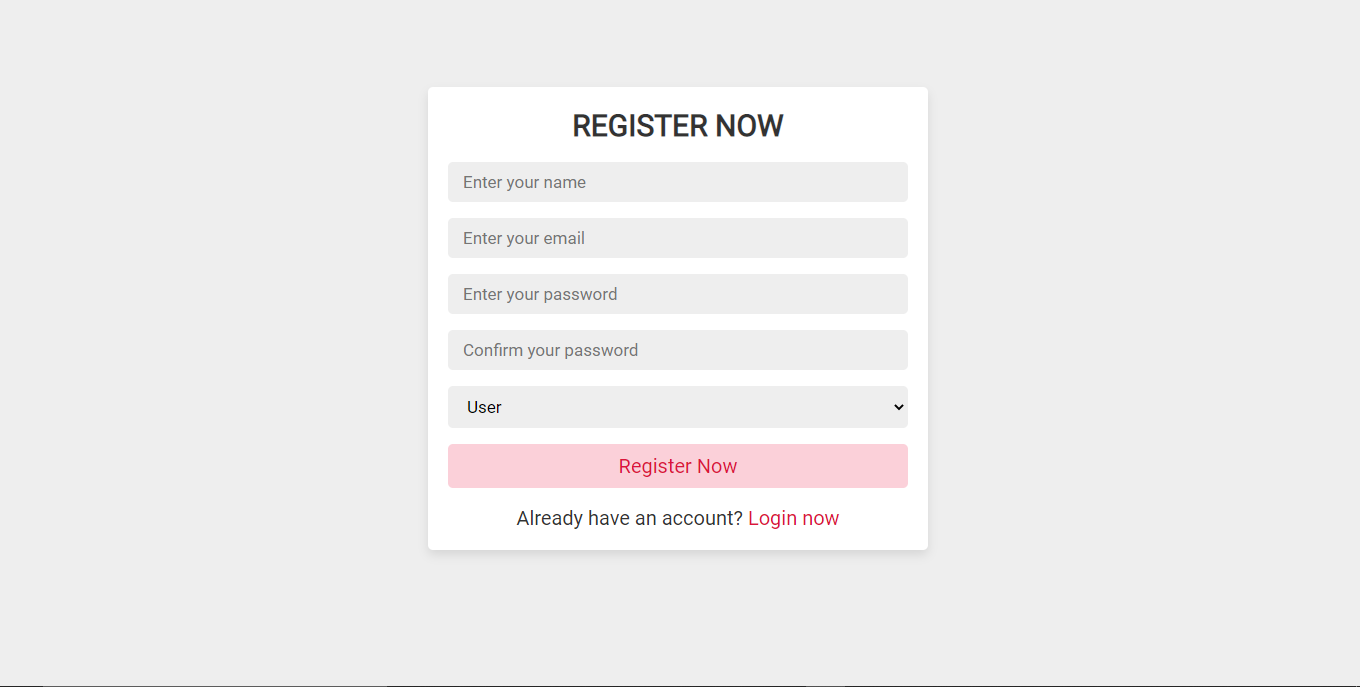 REGISTER NOW
Enter your name
Enter your email
Enter your password
Confirm your password
User
Register Now
Already have an account? Login now